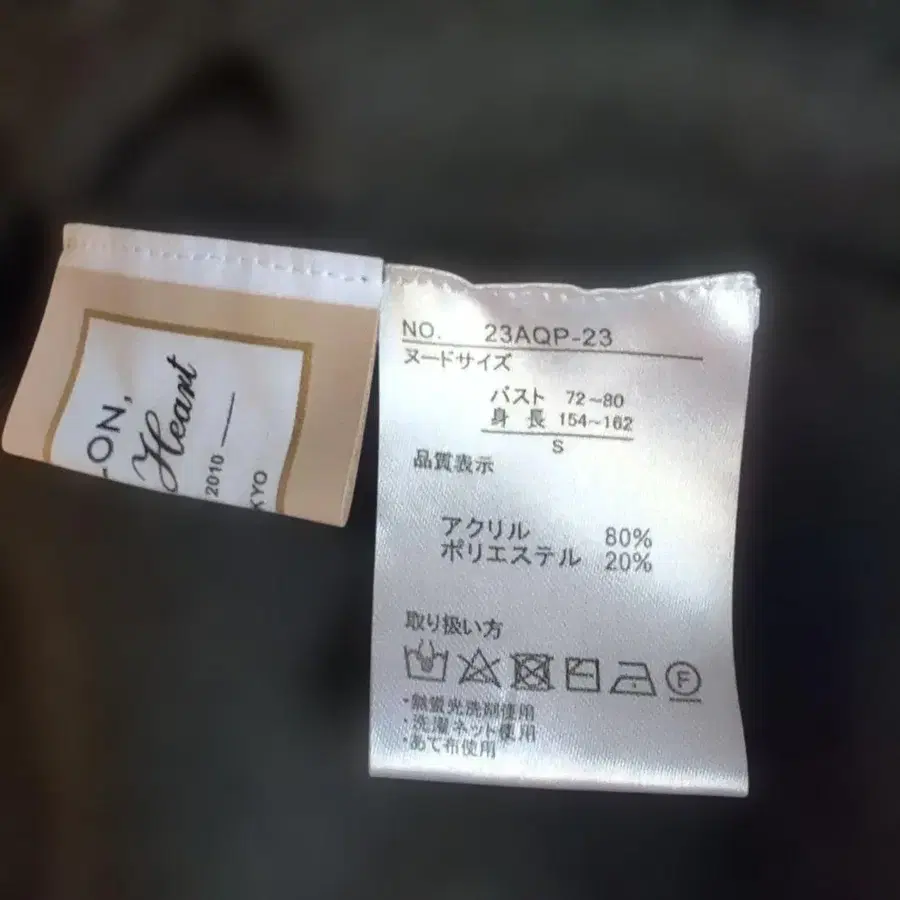 -ON,
Heart
2010
KYO
NO. 23AQP-23
ヌードサイズ
バスト 72~80
身長 154~162
S
品質表示
アクリル 80%
ポリエステル 20%
取り扱い方
F
・無蛍光洗剤使用
・洗濯ネット使用
・あて布使用